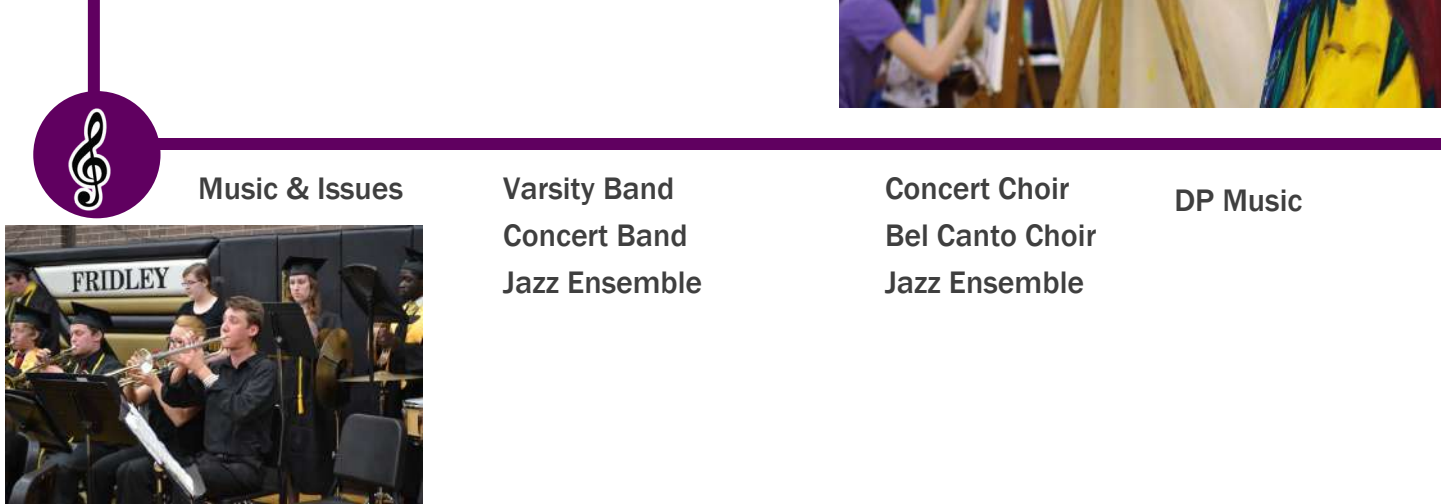 Music & Issues
Varsity Band
Concert Band
Jazz Ensemble
Concert Choir
Bel Canto Choir
Jazz Ensemble
DP Music
FRIDLEY